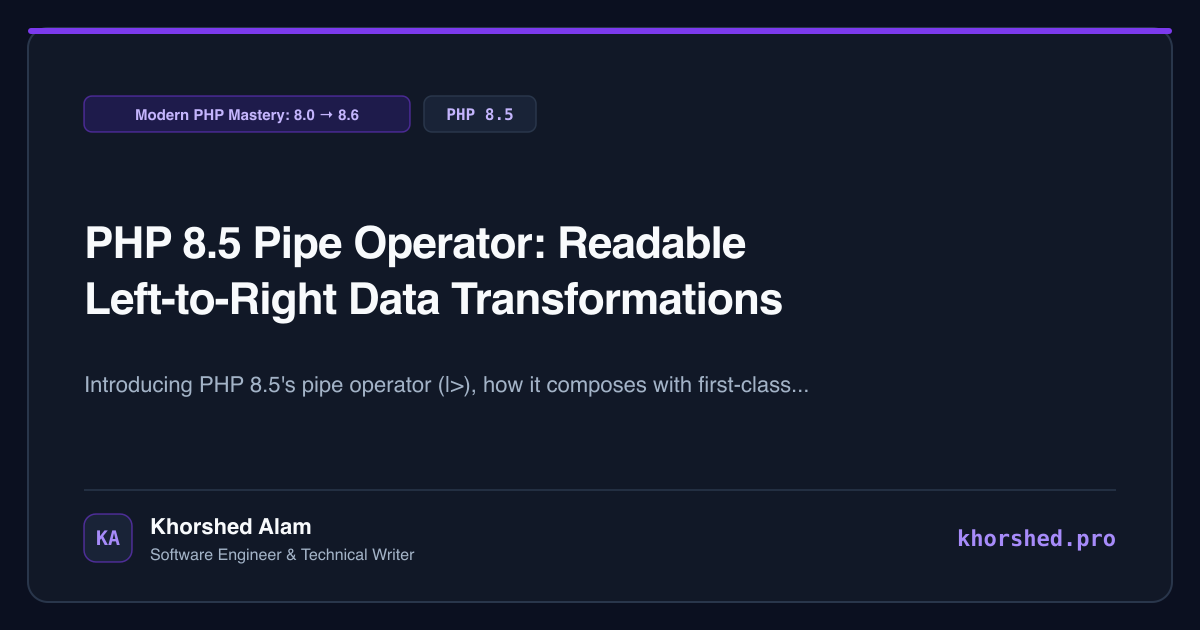 Modern PHP Mastery: 8.0 → 8.6
PHP 8.5
PHP 8.5 Pipe Operator: Readable
Left-to-Right Data Transformations
Introducing PHP 8.5's pipe operator (|>), how it composes with first-class...
KA
Khorshed Alam
Software Engineer & Technical Writer
khorshed.pro